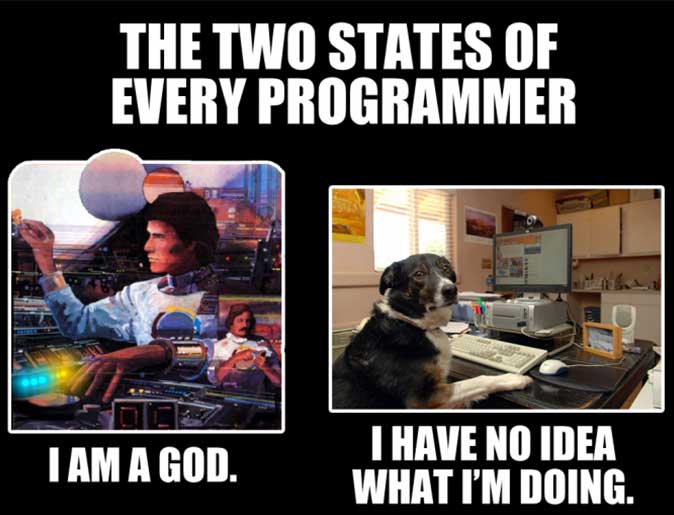 THE TWO STATES OF
EVERY PROGRAMMER
I AM A GOD.
I HAVE NO IDEA
WHAT I'M DOING.